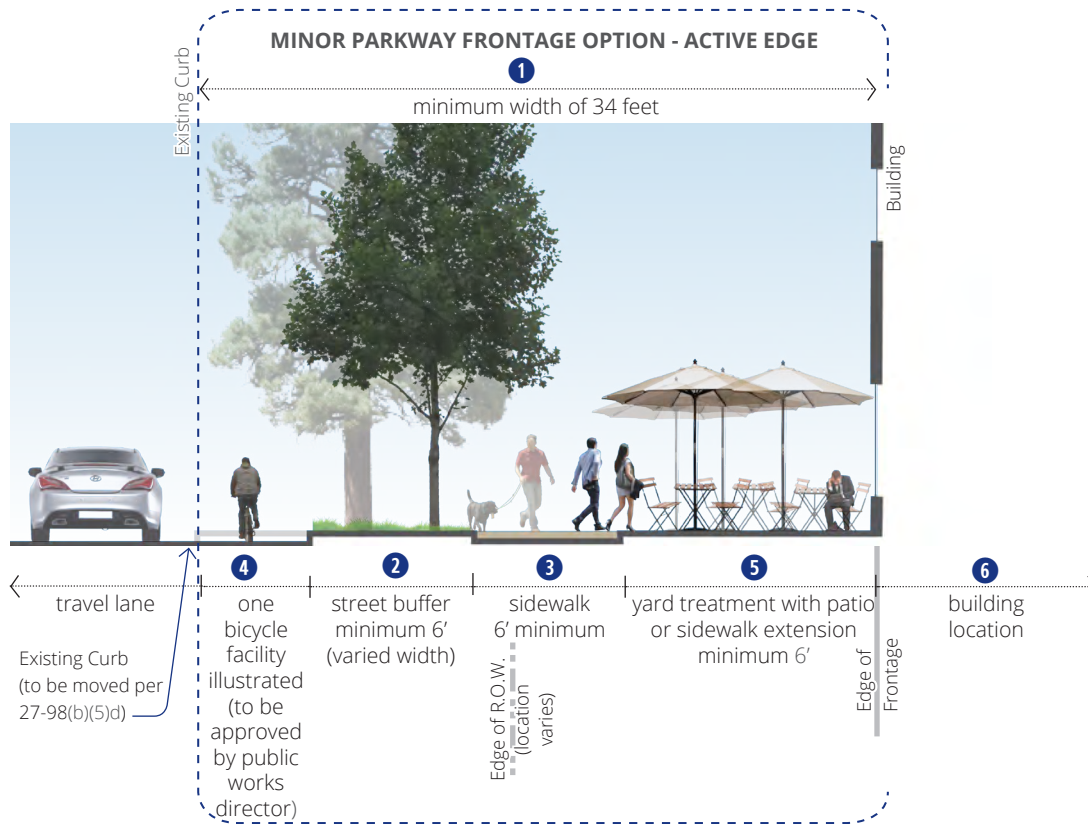 MINOR PARKWAY FRONTAGE OPTION - ACTIVE EDGE
1
minimum width of 34 feet
Existing Curb
Building
4
2
3
5
6
travel lane
one
bicycle
facility
illustrated
(to be
approved
by public
works
director)
street buffer
minimum 6’
(varied width)
sidewalk
6’ minimum
yard treatment with patio
or sidewalk extension
minimum 6’
building
location
Existing Curb
(to be moved per
27-98(b)(5)d)
Edge of R.O.W.
(location
varies)
Edge of
Frontage